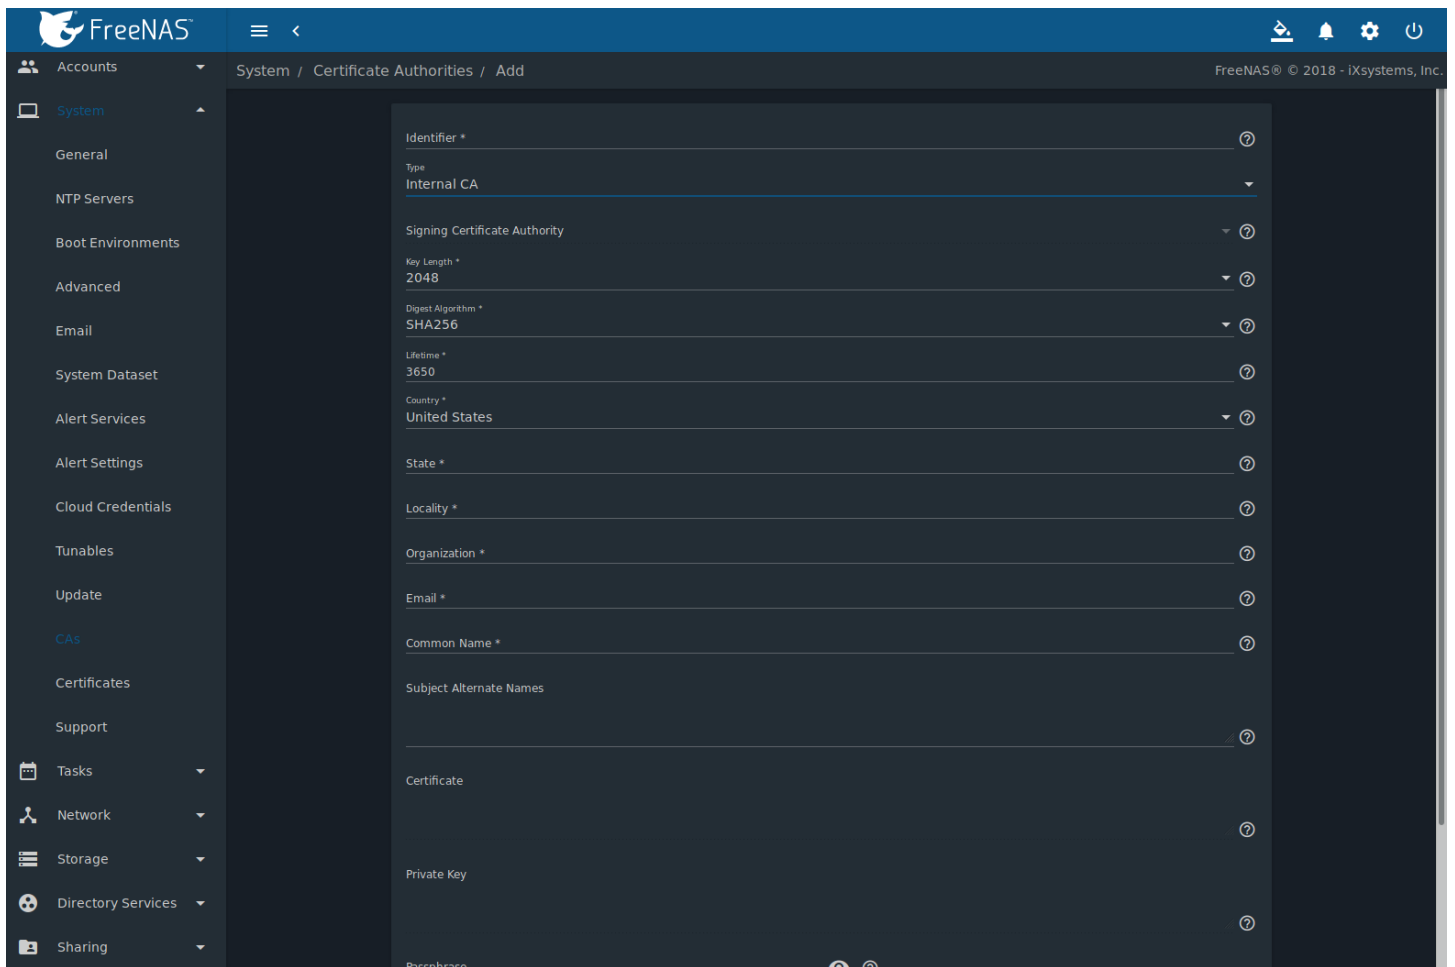 FreeNAS™
Accounts
System / Certificate Authorities / Add
FreeNAS® © 2018 - iXsystems, Inc.
System
General
NTP Servers
Boot Environments
Advanced
Email
System Dataset
Alert Services
Alert Settings
Cloud Credentials
Tunables
Update
CAs
Certificates
Support
Tasks
Network
Storage
Directory Services
Sharing
Identifier *
Type
Internal CA
Signing Certificate Authority
Key Length *
2048
Digest Algorithm *
SHA256
Lifetime *
3650
Country *
United States
State *
Locality *
Organization *
Email *
Common Name *
Subject Alternate Names
Certificate
Private Key
Passphrase